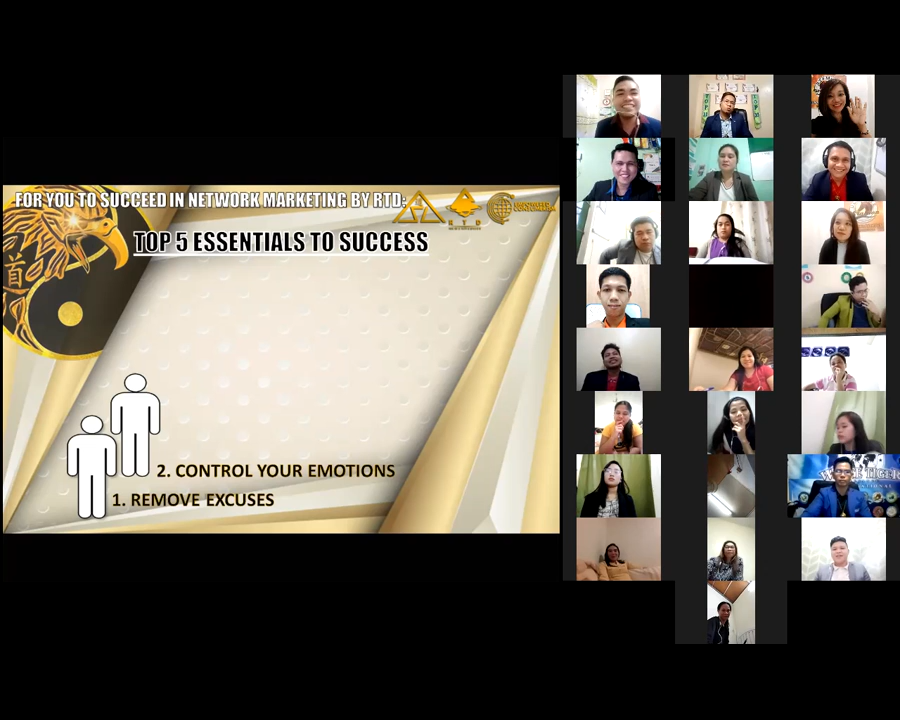 FOR YOU TO SUCCEED IN NETWORK MARKETING BY RTD:
TOP 5 ESSENTIALS TO SUCCESS
R T D
首
2. CONTROL YOUR EMOTIONS
1. REMOVE EXCUSES